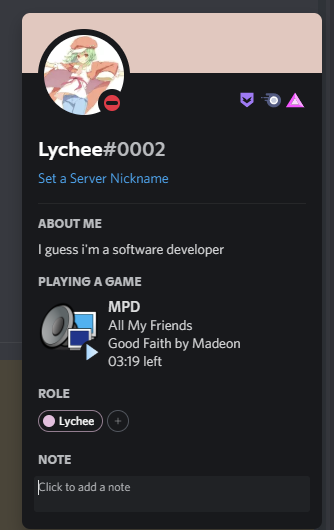 Lychee#0002
Set a Server Nickname
ABOUT ME
I guess i'm a software developer
PLAYING A GAME
MPD
All My Friends
Good Faith by Madeon
03:19 left
ROLE
Lychee +
NOTE
Click to add a note